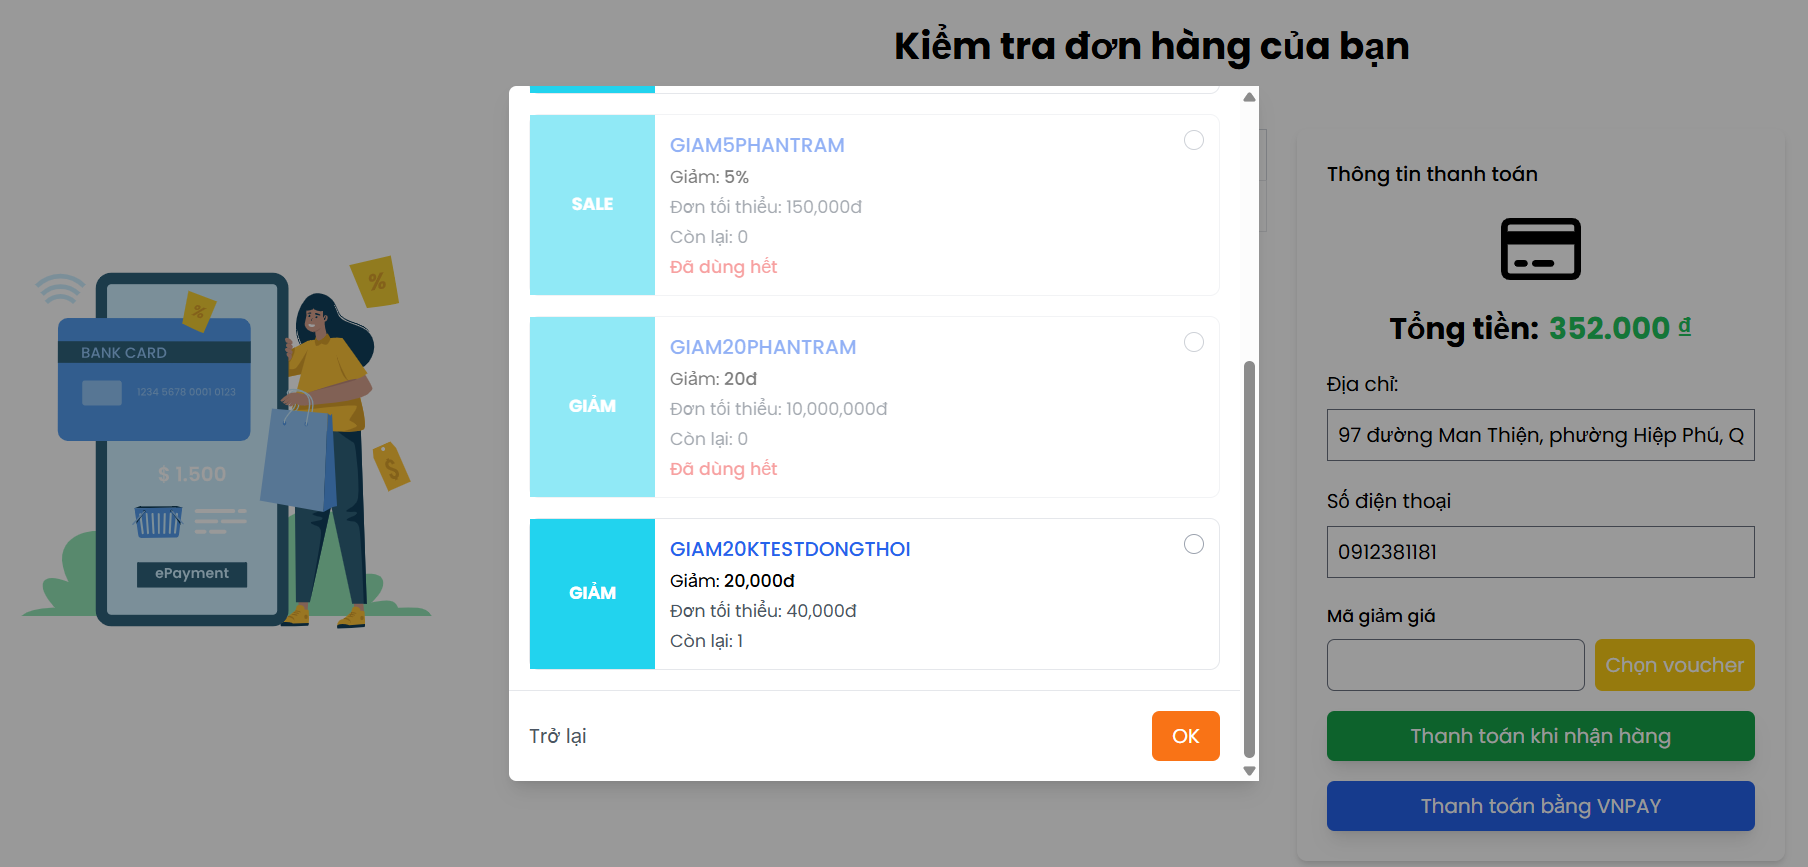 Kiểm tra đơn hàng của bạn
SALE
GIAM5PHANTRAM
Giảm: 5%
Đơn tối thiểu: 150,000đ
Còn lại: 0
Đã dùng hết
GIẢM
GIAM20PHANTRAM
Giảm: 20đ
Đơn tối thiểu: 10,000,000đ
Còn lại: 0
Đã dùng hết
GIẢM
GIAM20KTESTDONGTHOI
Giảm: 20,000đ
Đơn tối thiểu: 40,000đ
Còn lại: 1
Trở lại
OK
Thông tin thanh toán
Tổng tiền: 352.000 ₫
Địa chỉ:
97 đường Man Thiện, phường Hiệp Phú, Q
Số điện thoại
0912381181
Mã giảm giá
Chọn voucher
Thanh toán khi nhận hàng
Thanh toán bằng VNPAY
%
%
BANK CARD
1234 5678 0001 0123
$ 1.500
$
ePayment